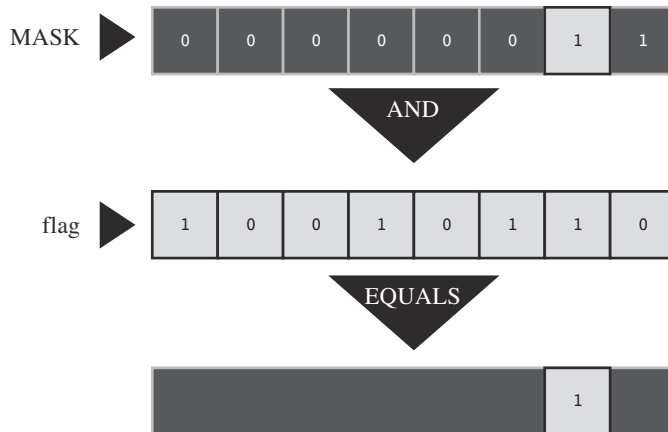 MASK 0 0 0 0 0 0 1 1
AND
flag 1 0 0 1 0 1 1 0
EQUALS
1